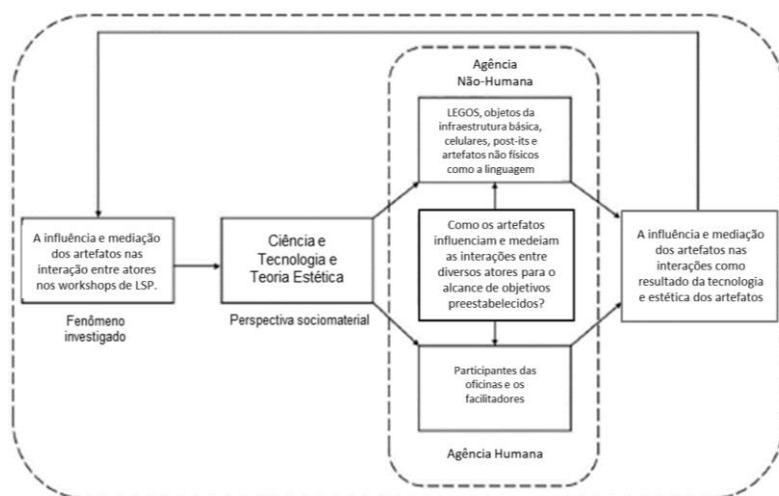 Agência
Não-Humana
LEGOS, objetos da
infraestrutura básica,
celulares, post-its e
artefatos não físicos
como a linguagem
A influência e mediação
dos artefatos nas
interação entre atores
nos workshops de LSP.
Fenômeno
investigado
Ciência e
Tecnologia e
Teoria Estética
Perspectiva sociomaterial
Como os artefatos
influenciam e medeiam
as interações entre
diversos atores para o
alcance de objetivos
preestabelecidos?
A influência e mediação
dos artefatos nas
interações como
resultado da tecnologia
e estética dos artefatos
Participantes das
oficinas e os
facilitadores
Agência Humana